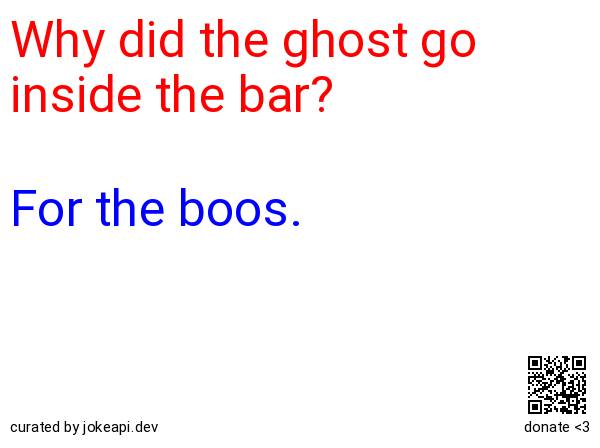 Why did the ghost go
inside the bar?
For the boos.
curated by jokeapi.dev
donate <3